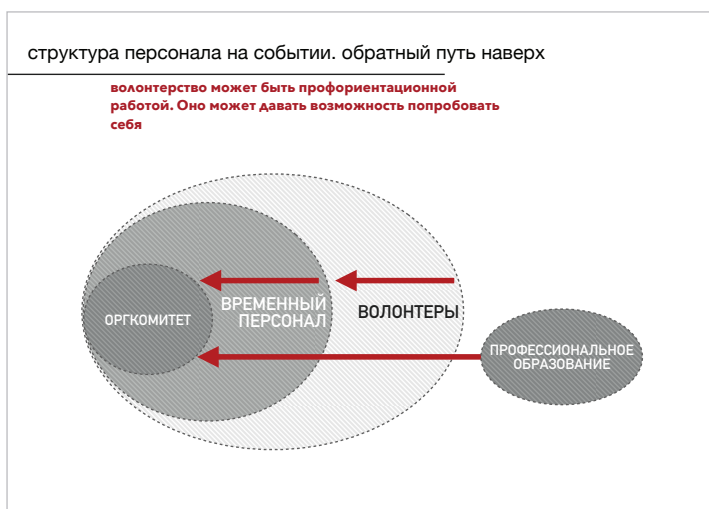 структура персонала на событии. обратный путь наверх
волонтерство может быть профориентационной
работой. Оно может давать возможность попробовать
себя
ОРГКОМИТЕТ
ВРЕМЕННЫЙ
ПЕРСОНАЛ
ВОЛОНТЕРЫ
ПРОФЕССИОНАЛЬНОЕ
ОБРАЗОВАНИЕ